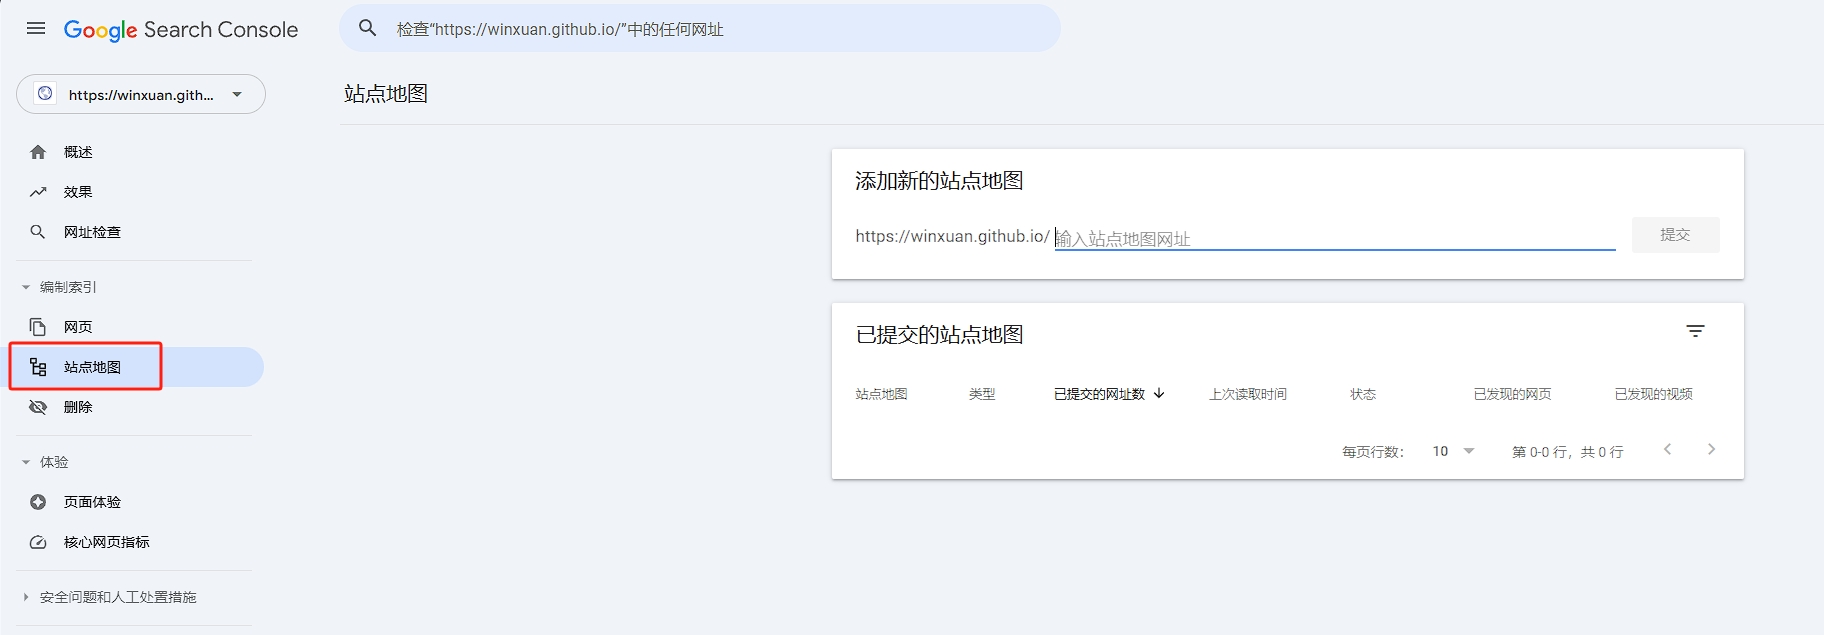 Google Search Console
检查“https://winxuan.github.io/”中的任何网址
https://winxuan.gith...
站点地图
概述
效果
网址检查
编制索引
网页
站点地图
删除
体验
页面体验
核心网页指标
安全问题和人工处置措施
添加新的站点地图
https://winxuan.github.io/ 输入站点地图网址 提交
已提交的站点地图
站点地图 类型 已提交的网址数 上次读取时间 状态 已发现的网页 已发现的视频
每页行数： 10 第 0-0 行，共 0 行